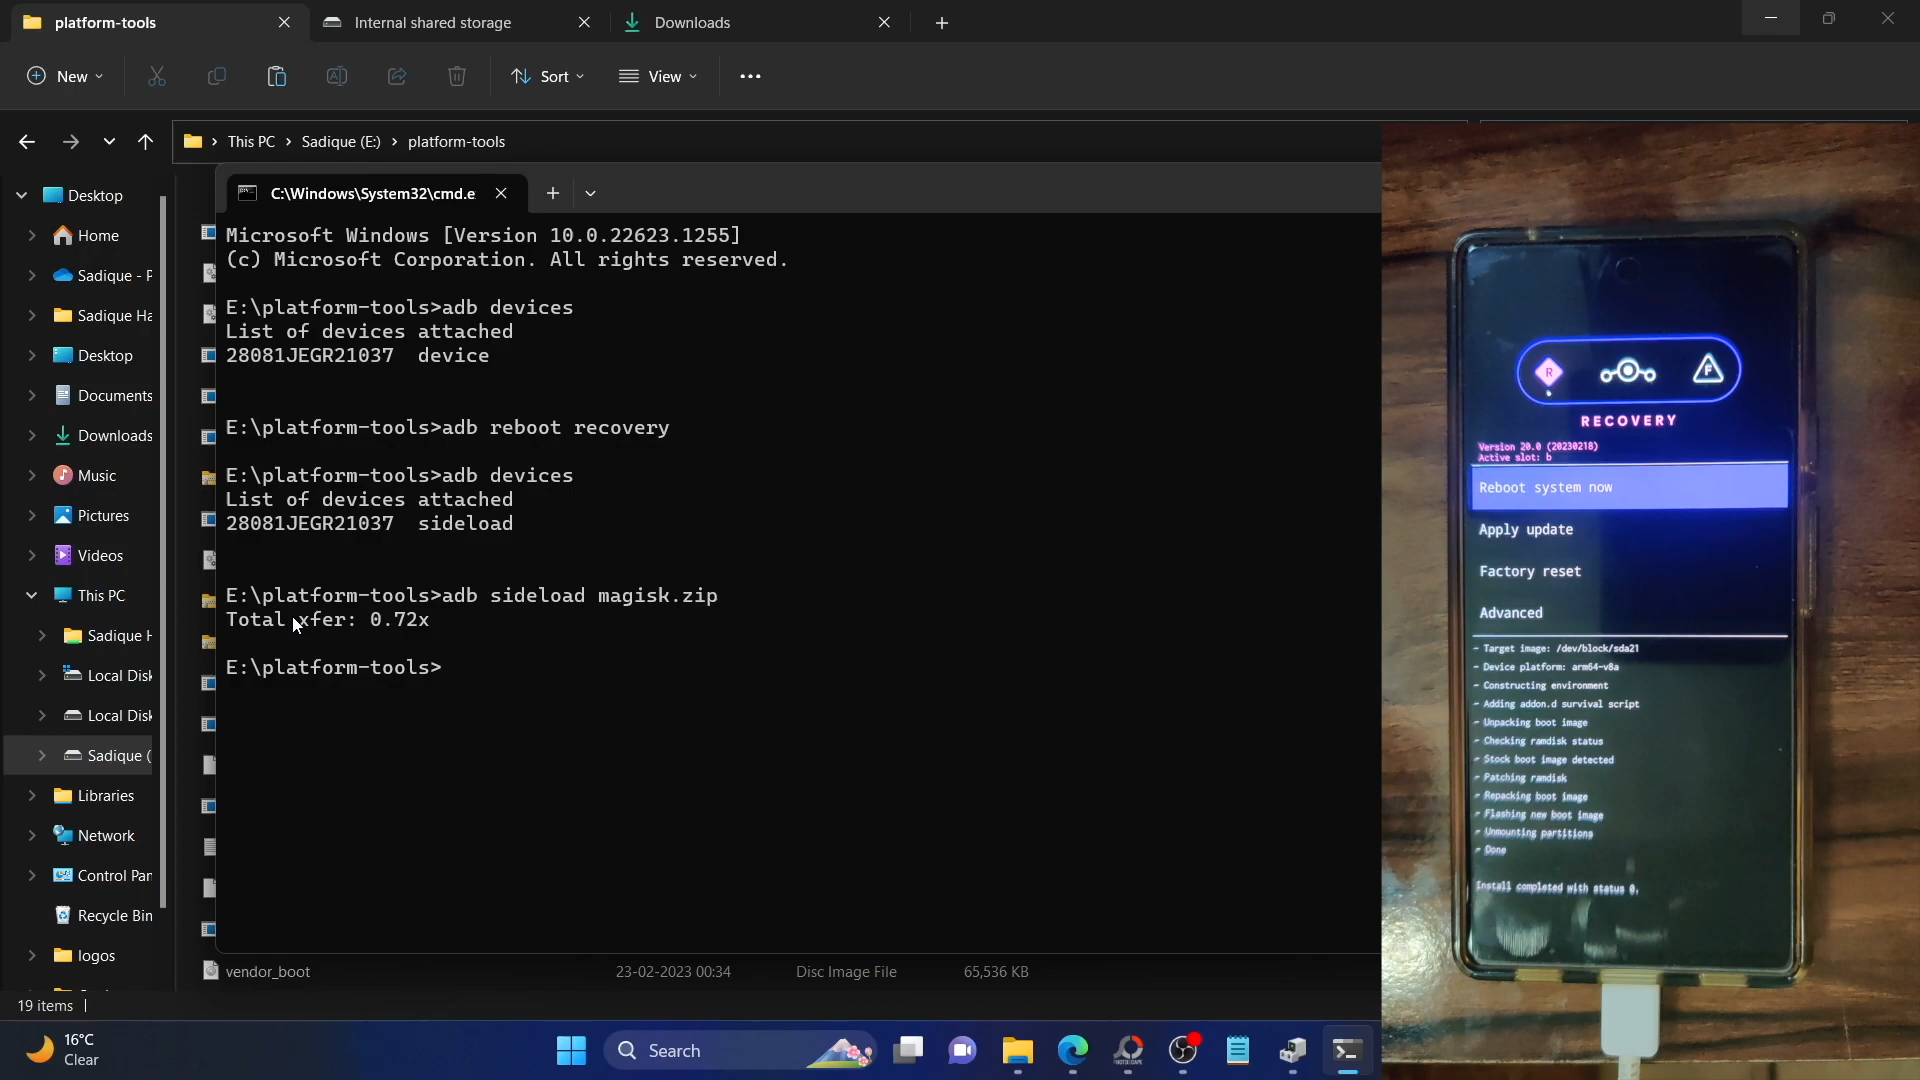 platform-tools
Internal shared storage
Downloads
New
Sort
View
This PC > Sadique (E:) > platform-tools
Desktop
Home
Sadique - P
Sadique Ha
Desktop
Documents
Downloads
Music
Pictures
Videos
This PC
Sadique H
Local Disk
Local Disk
Sadique (
Libraries
Network
Control Pan
Recycle Bin
logos
C:\Windows\System32\cmd.e
Microsoft Windows [Version 10.0.22623.1255]
(c) Microsoft Corporation. All rights reserved.
E:\platform-tools>adb devices
List of devices attached
28081JEGR21037 device
E:\platform-tools>adb reboot recovery
E:\platform-tools>adb devices
List of devices attached
28081JEGR21037 sideload
E:\platform-tools>adb sideload magisk.zip
Total xfer: 0.72x
E:\platform-tools>
vendor_boot 23-02-2023 00:34 Disc Image File 65,536 KB
19 items
R
F
RECOVERY
Version 20.0 (20230218)
Active slot: b
Reboot system now
Apply update
Factory reset
Advanced
- Target image: /dev/block/sda21
- Device platform: arm64-v8a
- Constructing environment
- Adding addon.d survival script
- Unpacking boot image
- Checking ramdisk status
- Stock boot image detected
- Patching ramdisk
- Repacking boot image
- Flashing new boot image
- Unmounting partitions
- Done
Install completed with status 0.
16°C
Clear
Search